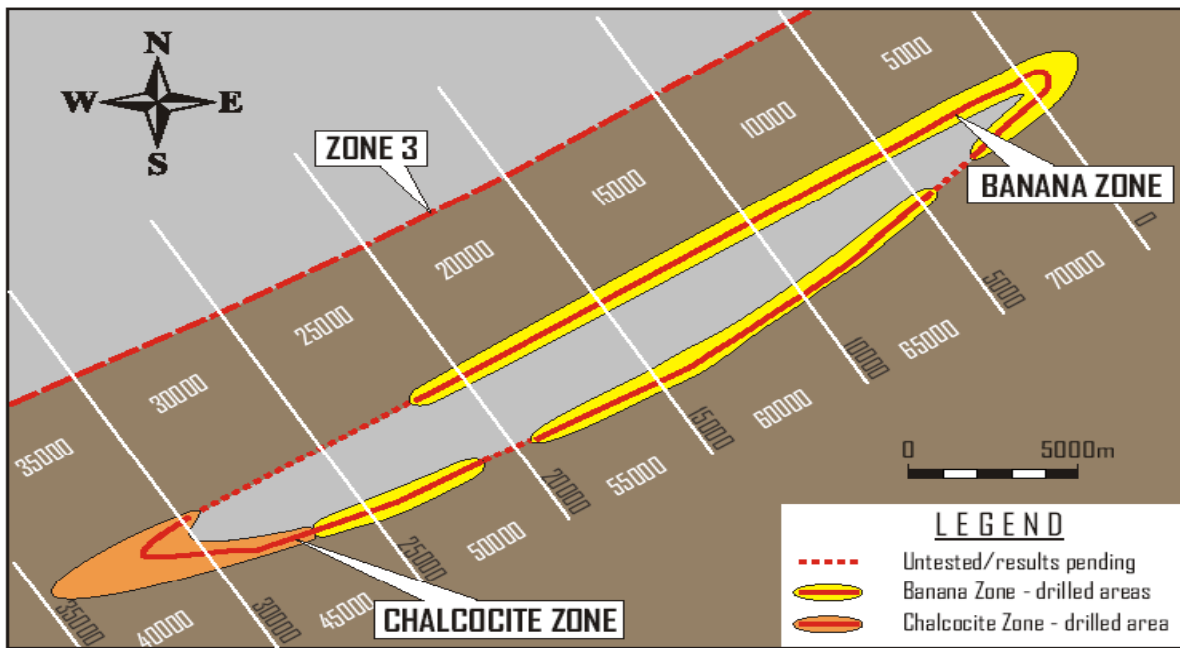 N
W E
S
ZONE 3
BANANA ZONE
CHALCOCITE ZONE
5000
10000
15000
20000
25000
30000
35000
0
5000
10000
15000
20000
25000
30000
35000
70000
65000
60000
55000
50000
45000
40000
0 5000m
LEGEND
Untested/results pending
Banana Zone - drilled areas
Chalcocite Zone - drilled area